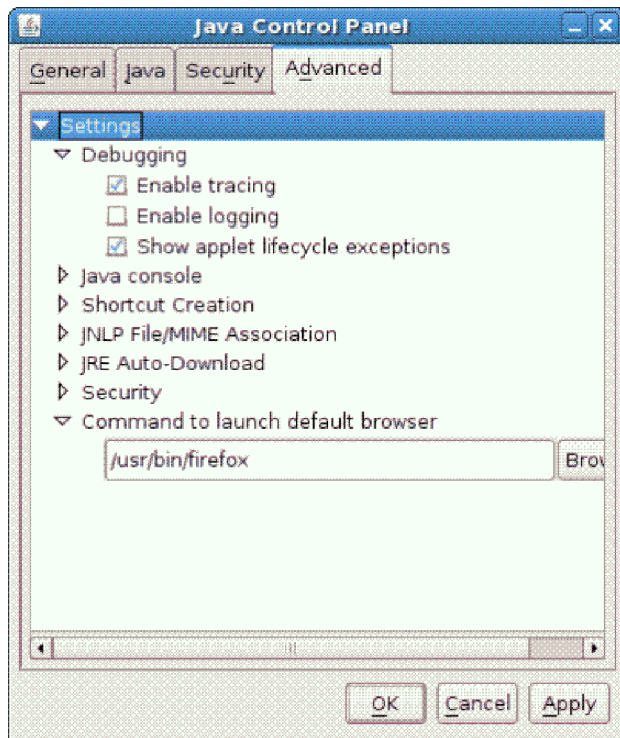 Java Control Panel
General Java Security Advanced
Settings
Debugging
Enable tracing
Enable logging
Show applet lifecycle exceptions
Java console
Shortcut Creation
JNLP File/MIME Association
JRE Auto-Download
Security
Command to launch default browser
/usr/bin/firefox Brow
OK Cancel Apply